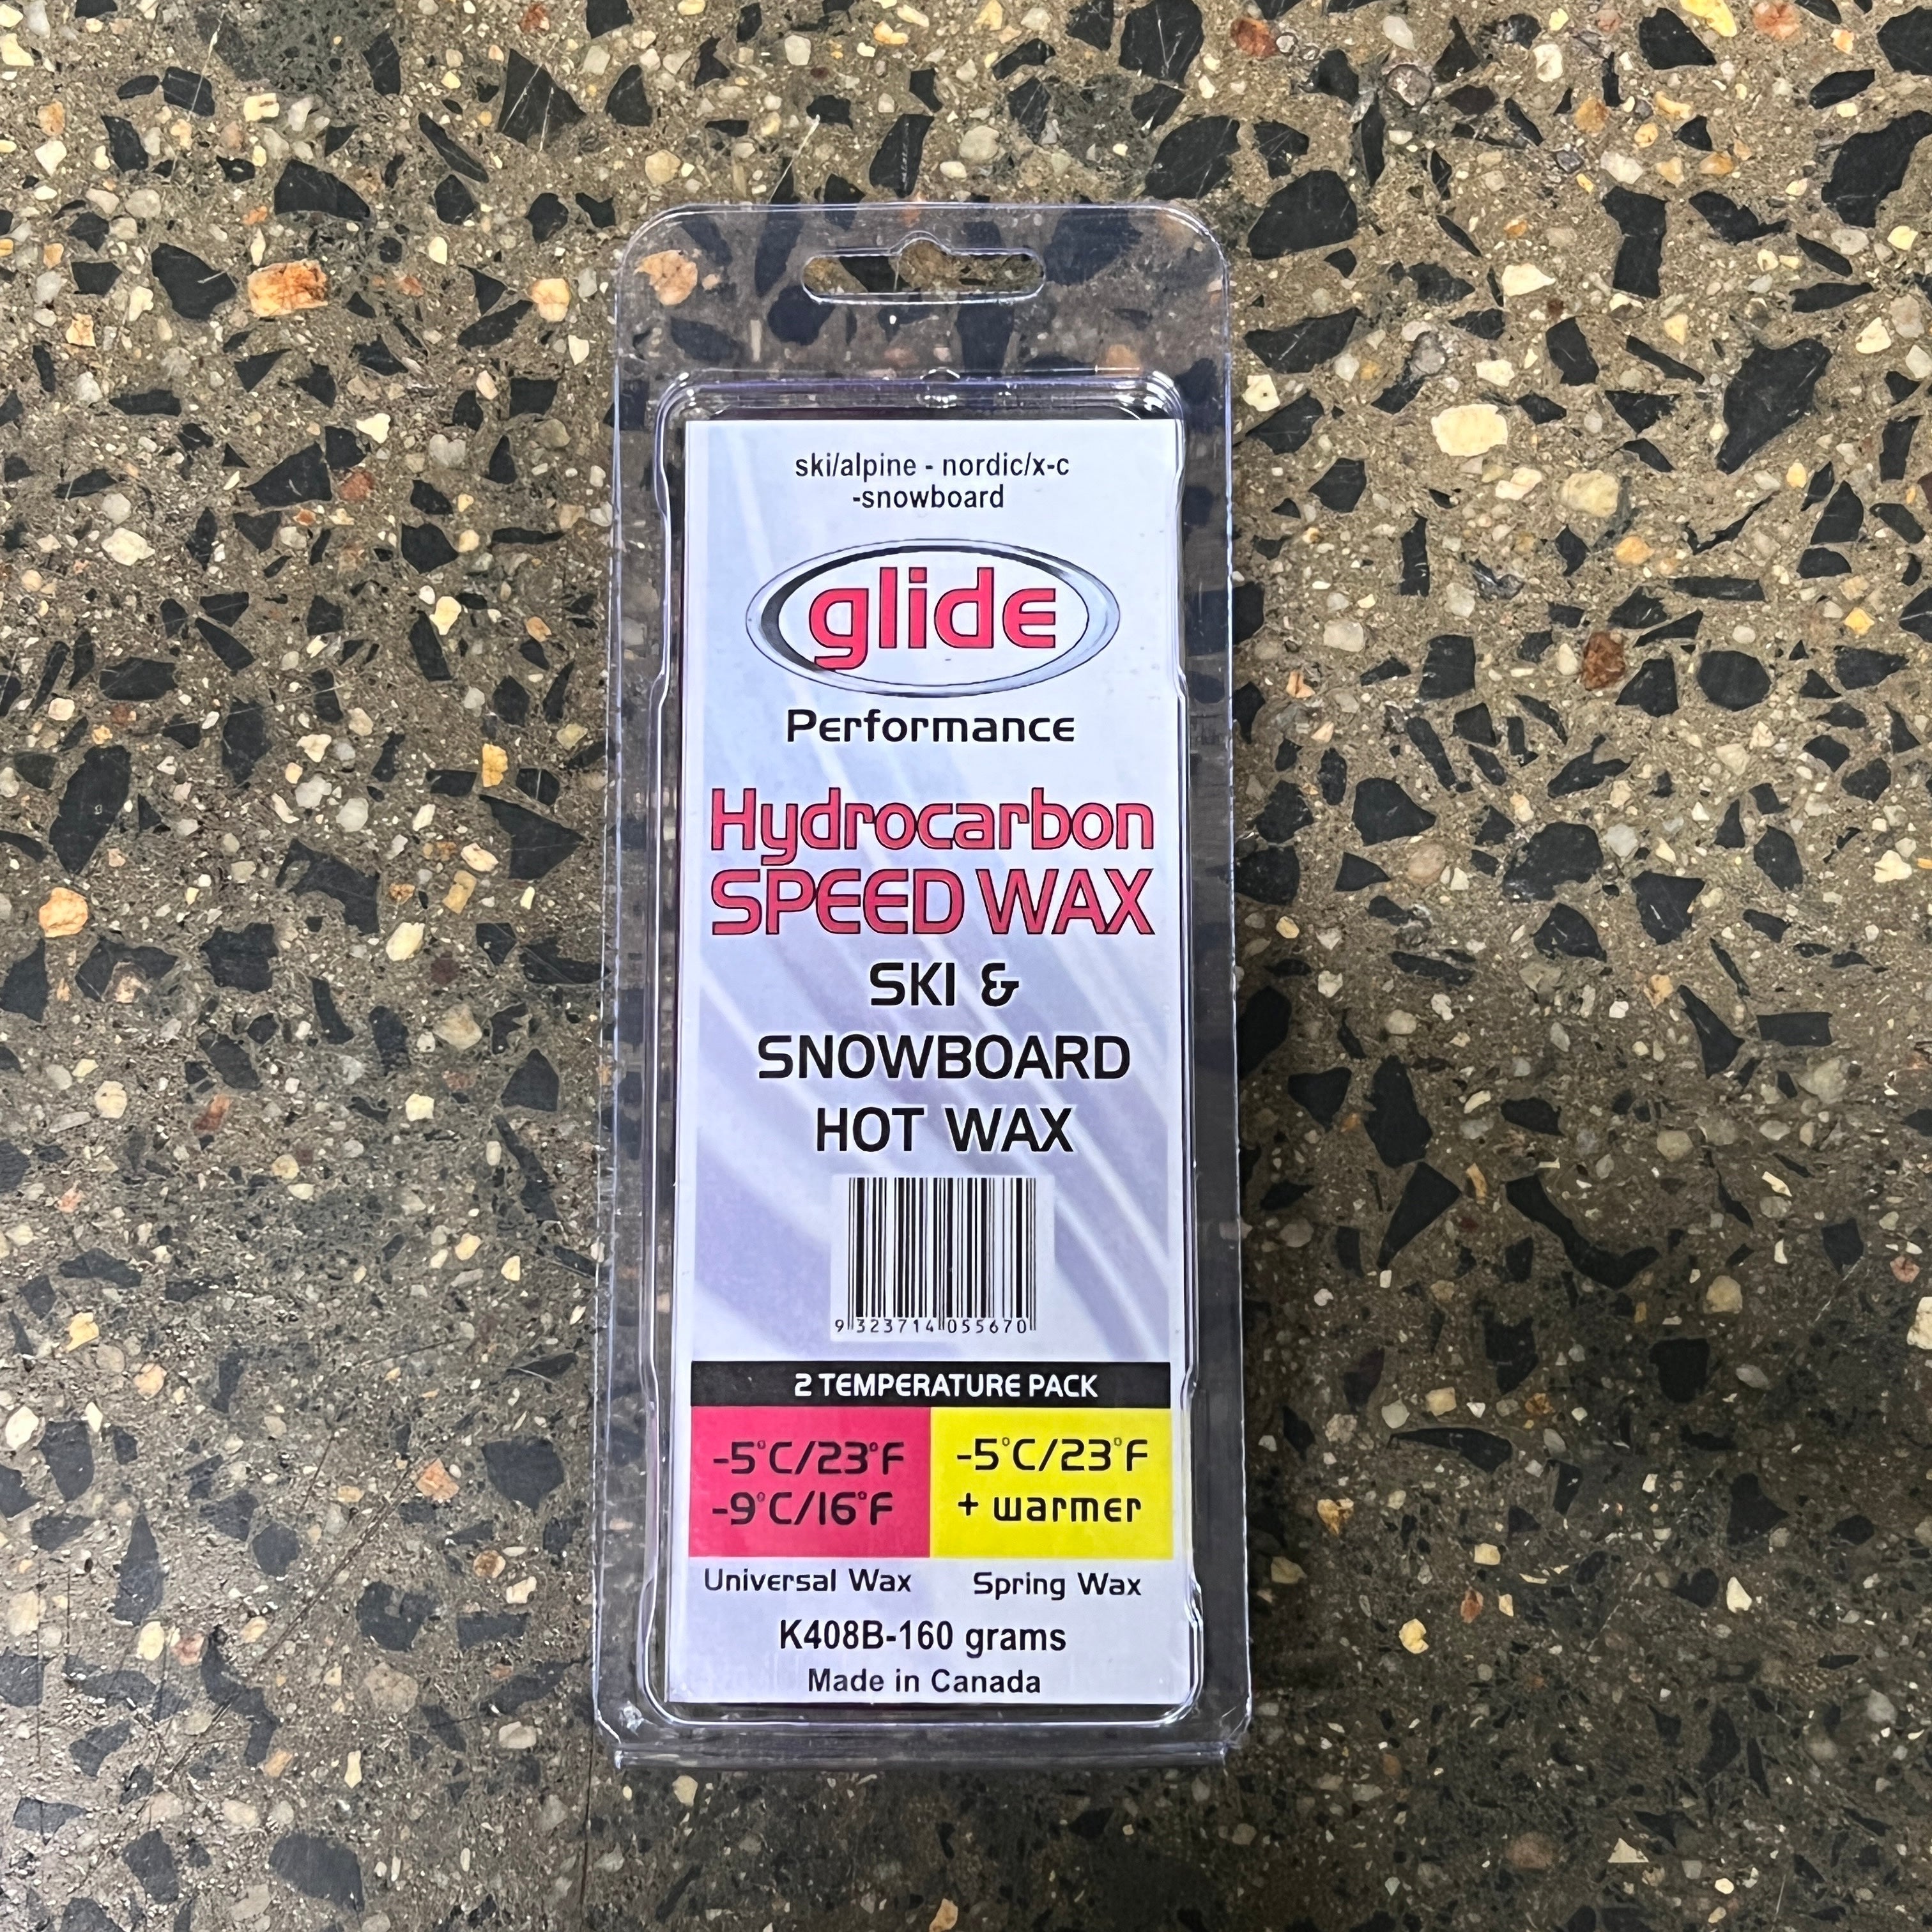 ski/alpine - nordic/x-c
-snowboard
glide
Performance
Hydrocarbon
SPEED WAX
SKI &
SNOWBOARD
HOT WAX
9 323714 055670
2 TEMPERATURE PACK
-5°C/23°F -5°C/23°F
-9°C/16°F + warmer
Universal Wax Spring Wax
K408B-160 grams
Made in Canada